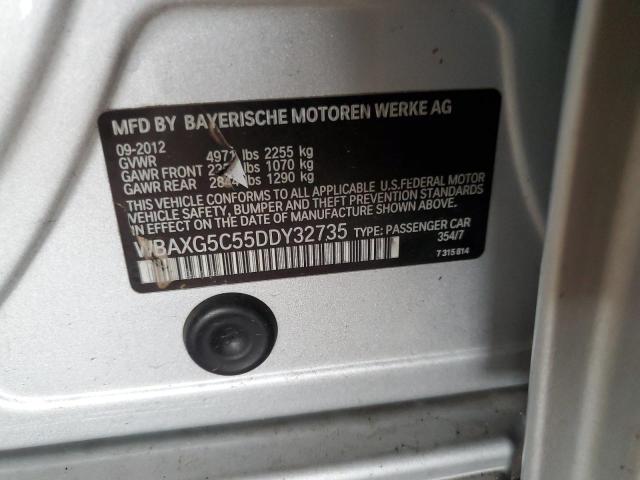 MFD BY BAYERISCHE MOTOREN WERKE AG
09-2012
GVWR 4971 lbs 2255 kg
GAWR FRONT lbs 1070 kg
GAWR REAR lbs 1290 kg
THIS VEHICLE CONFORMS TO ALL APPLICABLE U.S.FEDERAL MOTOR
VEHICLE SAFETY, BUMPER AND THEFT PREVENTION STANDARDS
IN EFFECT ON THE DATE OF MANUFACTURE SHOWN ABOVE.
WBAXG5C55DDY32735 TYPE: PASSENGER CAR
354/7
7 315 814